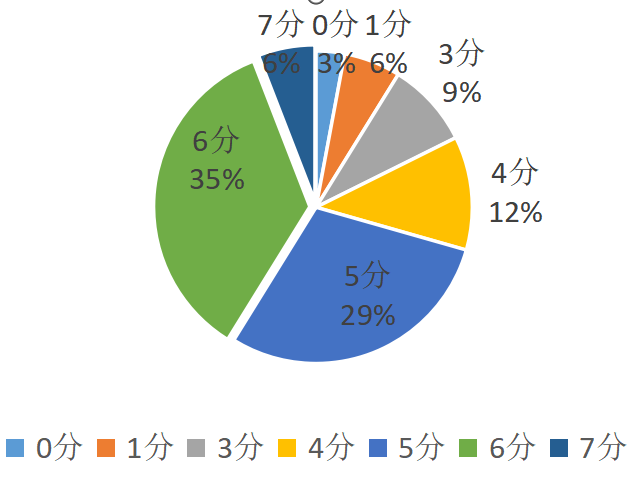 7分 0分 1分
6% 3% 6%
3分
9%
6分
35%
4分
12%
5分
29%
0分 1分 3分 4分 5分 6分 7分